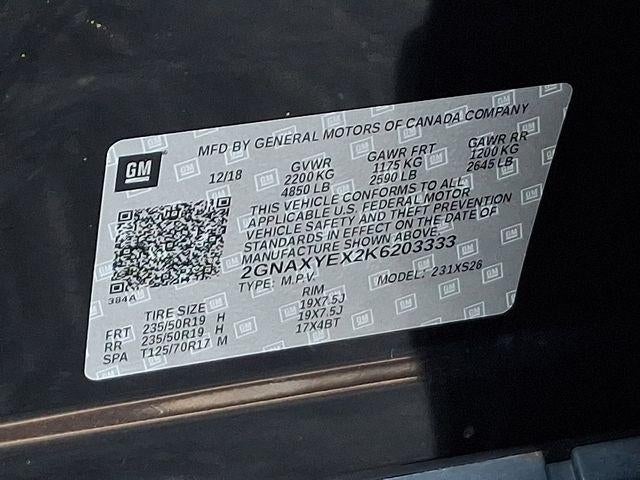 MFD BY GENERAL MOTORS OF CANADA COMPANY
GM
12/18 GVWR GAWR FRT GAWR RR
2200 KG 1175 KG 1200 KG
4850 LB 2590 LB 2645 LB
THIS VEHICLE CONFORMS TO ALL
APPLICABLE U.S. FEDERAL MOTOR
VEHICLE SAFETY AND THEFT PREVENTION
STANDARDS IN EFFECT ON THE DATE OF
MANUFACTURE SHOWN ABOVE.
2GNAXYEX2K6203333
TYPE: M.P.V. MODEL: 231XS26
384A
TIRE SIZE RIM
FRT 235/50R19 H 19X7.5J
RR 235/50R19 H 19X7.5J
SPA T125/70R17 M 17X4BT